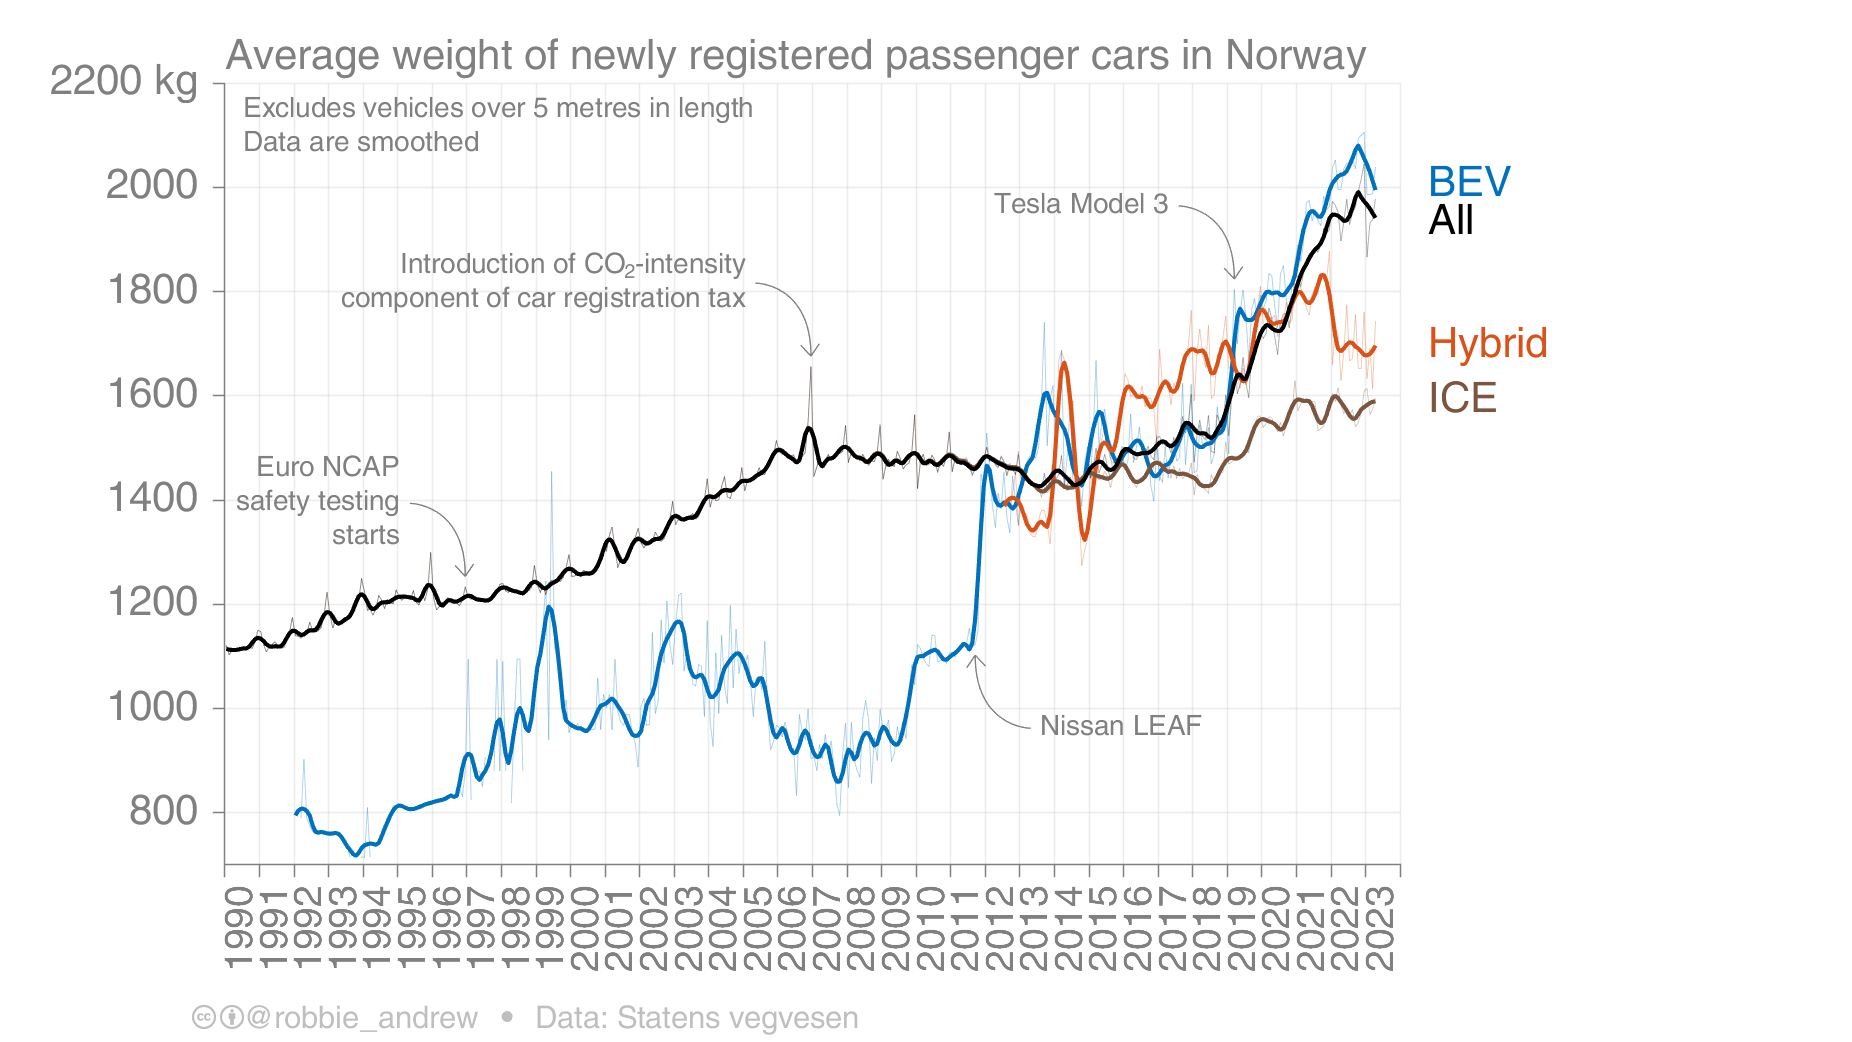 Average weight of newly registered passenger cars in Norway
2200 kg
Excludes vehicles over 5 metres in length
Data are smoothed
2000
1800
1600
1400
1200
1000
800
BEV
All
Hybrid
ICE
Tesla Model 3
Introduction of CO₂-intensity
component of car registration tax
Euro NCAP
safety testing
starts
Nissan LEAF
1990
1991
1992
1993
1994
1995
1996
1997
1998
1999
2000
2001
2002
2003
2004
2005
2006
2007
2008
2009
2010
2011
2012
2013
2014
2015
2016
2017
2018
2019
2020
2021
2022
2023
cc @robbie_andrew • Data: Statens vegvesen